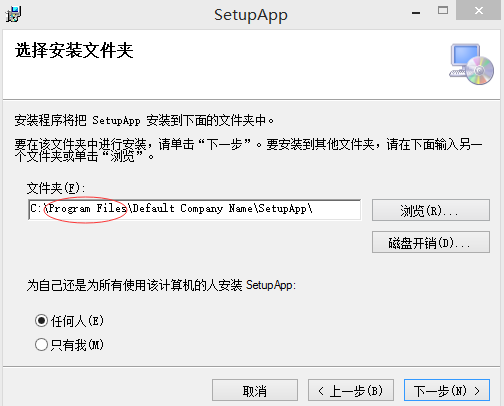 SetupApp
选择安装文件夹
安装程序将把 SetupApp 安装到下面的文件夹中。
要在该文件夹中进行安装，请单击“下一步”。要安装到其他文件夹，请在下面输入另一
个文件夹或单击“浏览”。
文件夹(F):
C:\Program Files\Default Company Name\SetupApp\
浏览(R)...
磁盘开销(D)...
为自己还是为所有使用该计算机的人安装 SetupApp:
任何人(E)
只有我(M)
取消
< 上一步(B)
下一步(N) >